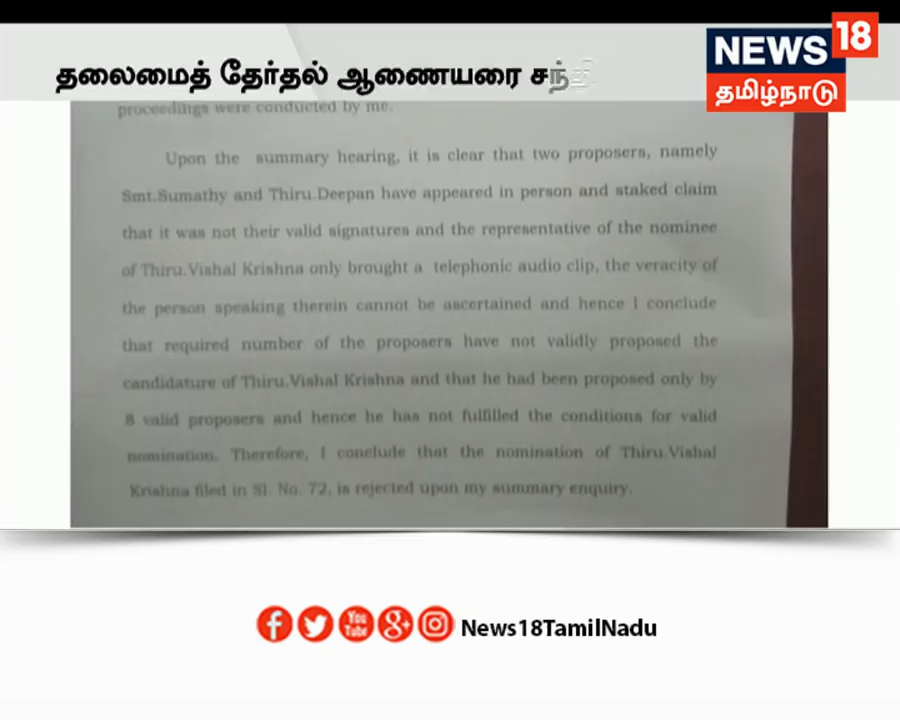 தலைமைத் தேர்தல் ஆணையரை
NEWS 18
தமிழ்நாடு
proceedings were conducted by me.
Upon the summary hearing, it is clear that two proposers, namely
Smt.Sumathy and Thiru.Deepan have appeared in person and staked claim
that it was not their valid signatures and the representative of the nominee
of Thiru.Vishal Krishna only brought a telephonic audio clip, the veracity of
the person speaking therein cannot be ascertained and hence I conclude
that required number of the proposers have not validly proposed the
candidature of Thiru.Vishal Krishna and that he had been proposed only by
8 valid proposers and hence he has not fulfilled the conditions for valid
nomination. Therefore, I conclude that the nomination of Thiru.Vishal
Krishna filed in Sl. No. 72, is rejected upon my summary enquiry.
You Tube
News18TamilNadu